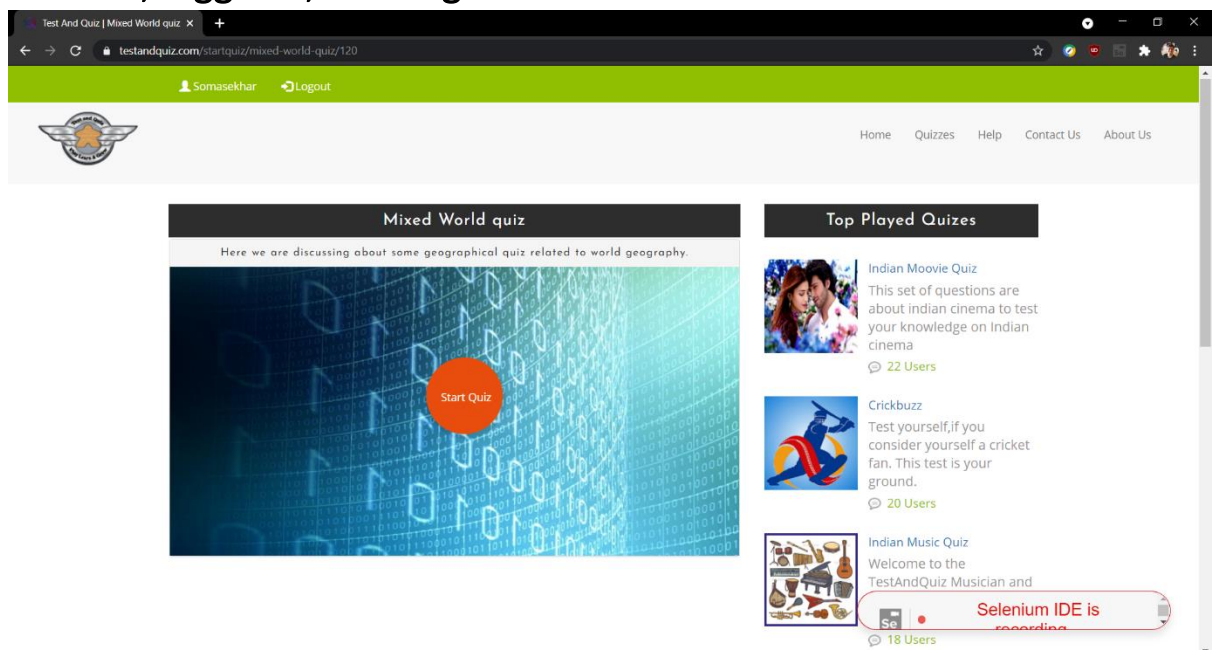 Test And Quiz | Mixed World quiz
testandquiz.com/startquiz/mixed-world-quiz/120
Somasekhar Logout
Home Quizzes Help Contact Us About Us
Mixed World quiz
Here we are discussing about some geographical quiz related to world geography.
Start Quiz
Top Played Quizes
Indian Moovie Quiz
This set of questions are
about indian cinema to test
your knowledge on Indian
cinema
22 Users
Crickbuzz
Test yourself,if you
consider yourself a cricket
fan. This test is your
ground.
20 Users
Indian Music Quiz
Welcome to the
TestAndQuiz Musician and
Se
Selenium IDE is
recording
18 Users